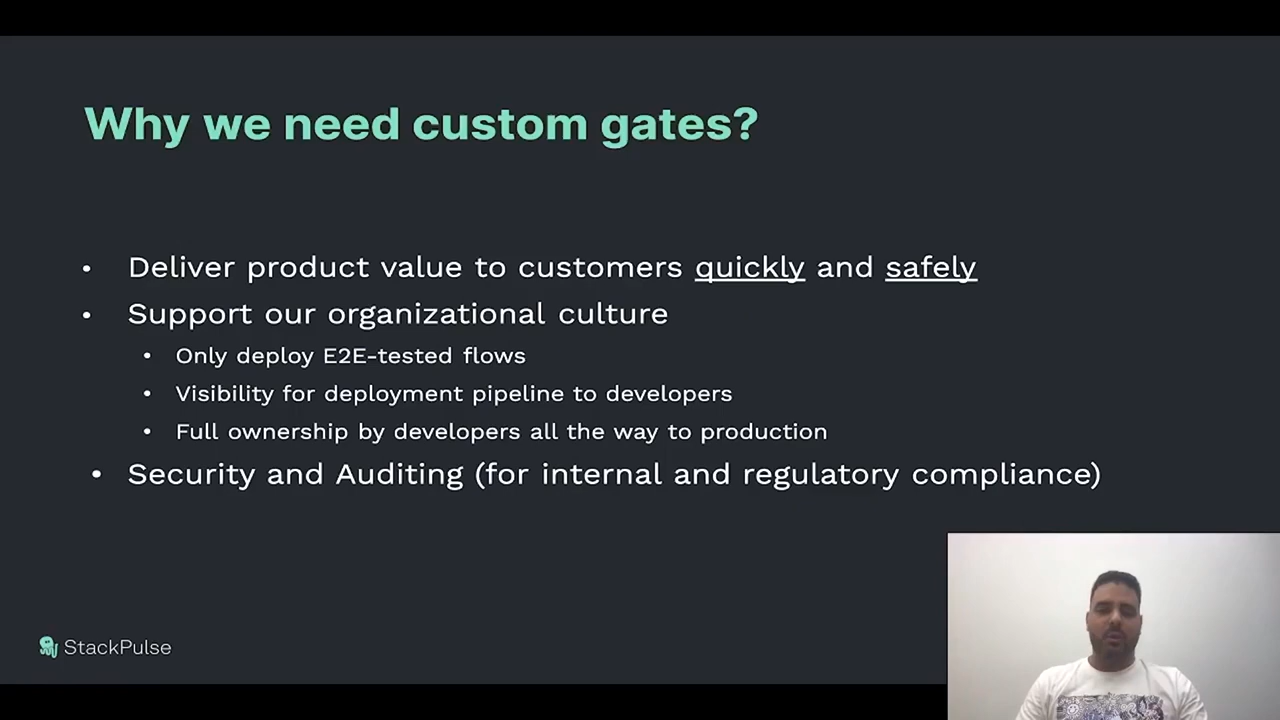 Why we need custom gates?
• Deliver product value to customers quickly and safely
• Support our organizational culture
• Only deploy E2E-tested flows
• Visibility for deployment pipeline to developers
• Full ownership by developers all the way to production
• Security and Auditing (for internal and regulatory compliance)
StackPulse